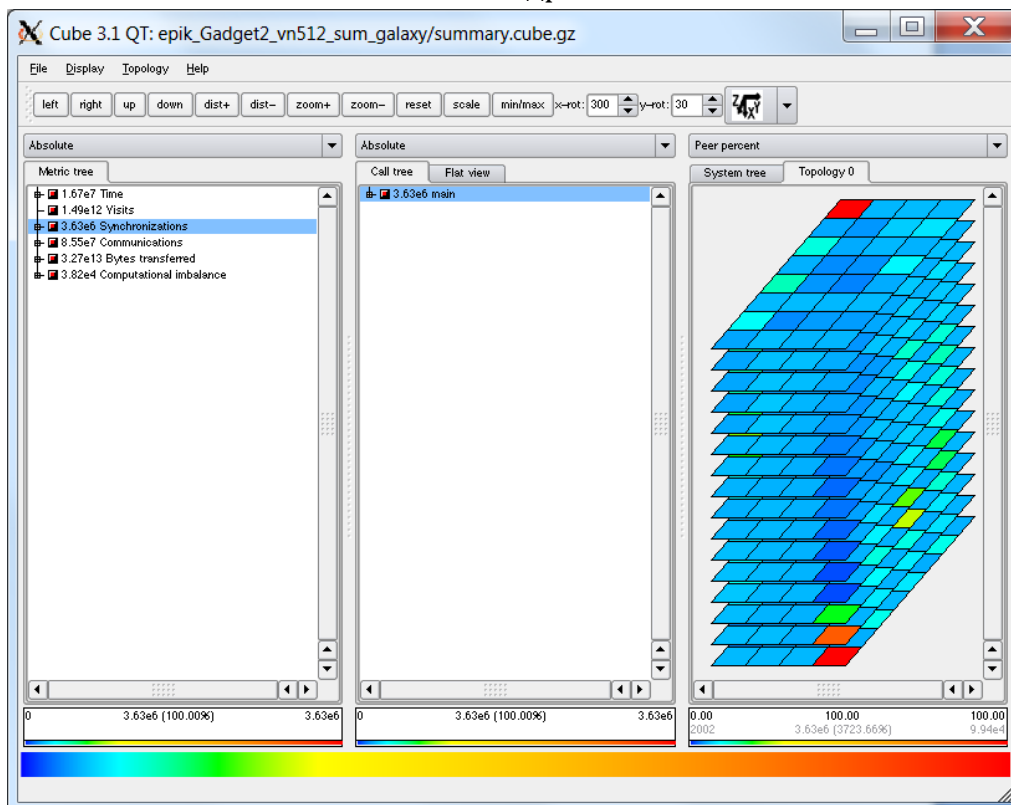 Cube 3.1 QT: epik_Gadget2_vn512_sum_galaxy/summary.cube.gz
File Display Topology Help
left right up down dist+ dist− zoom+ zoom− reset scale min/max x−rot: 300 y−rot: 30
Absolute Absolute Peer percent
Metric tree Call tree Flat view System tree Topology 0
1.67e7 Time
1.49e12 Visits
3.63e6 Synchronizations
8.55e7 Communications
3.27e13 Bytes transferred
3.82e4 Computational imbalance
3.63e6 main
0 3.63e6 (100.00%) 3.63e6 0 3.63e6 (100.00%) 3.63e6 0.00 100.00 100.00
2002 3.63e6 (3723.66%) 9.94e4